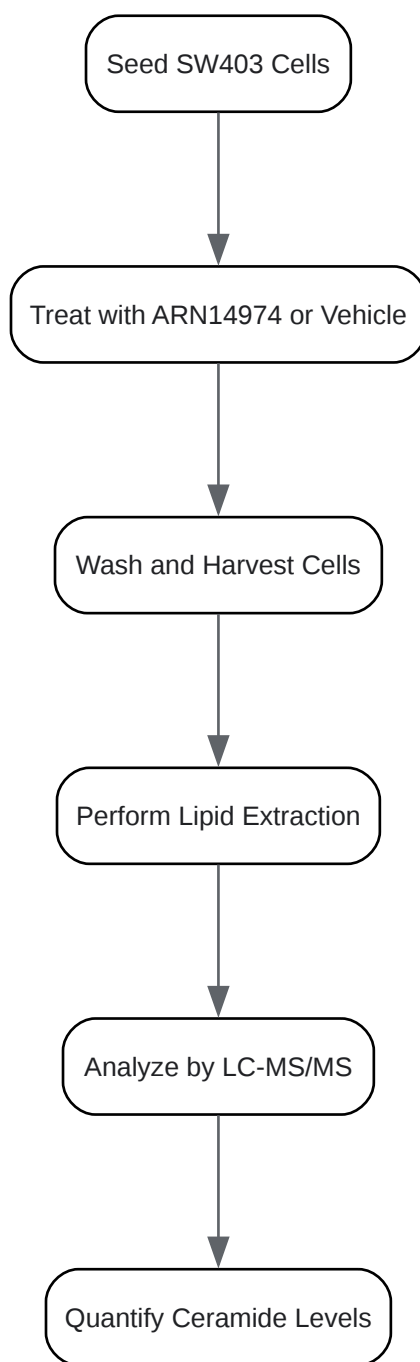 Seed SW403 Cells
Treat with ARN14974 or Vehicle
Wash and Harvest Cells
Perform Lipid Extraction
Analyze by LC-MS/MS
Quantify Ceramide Levels